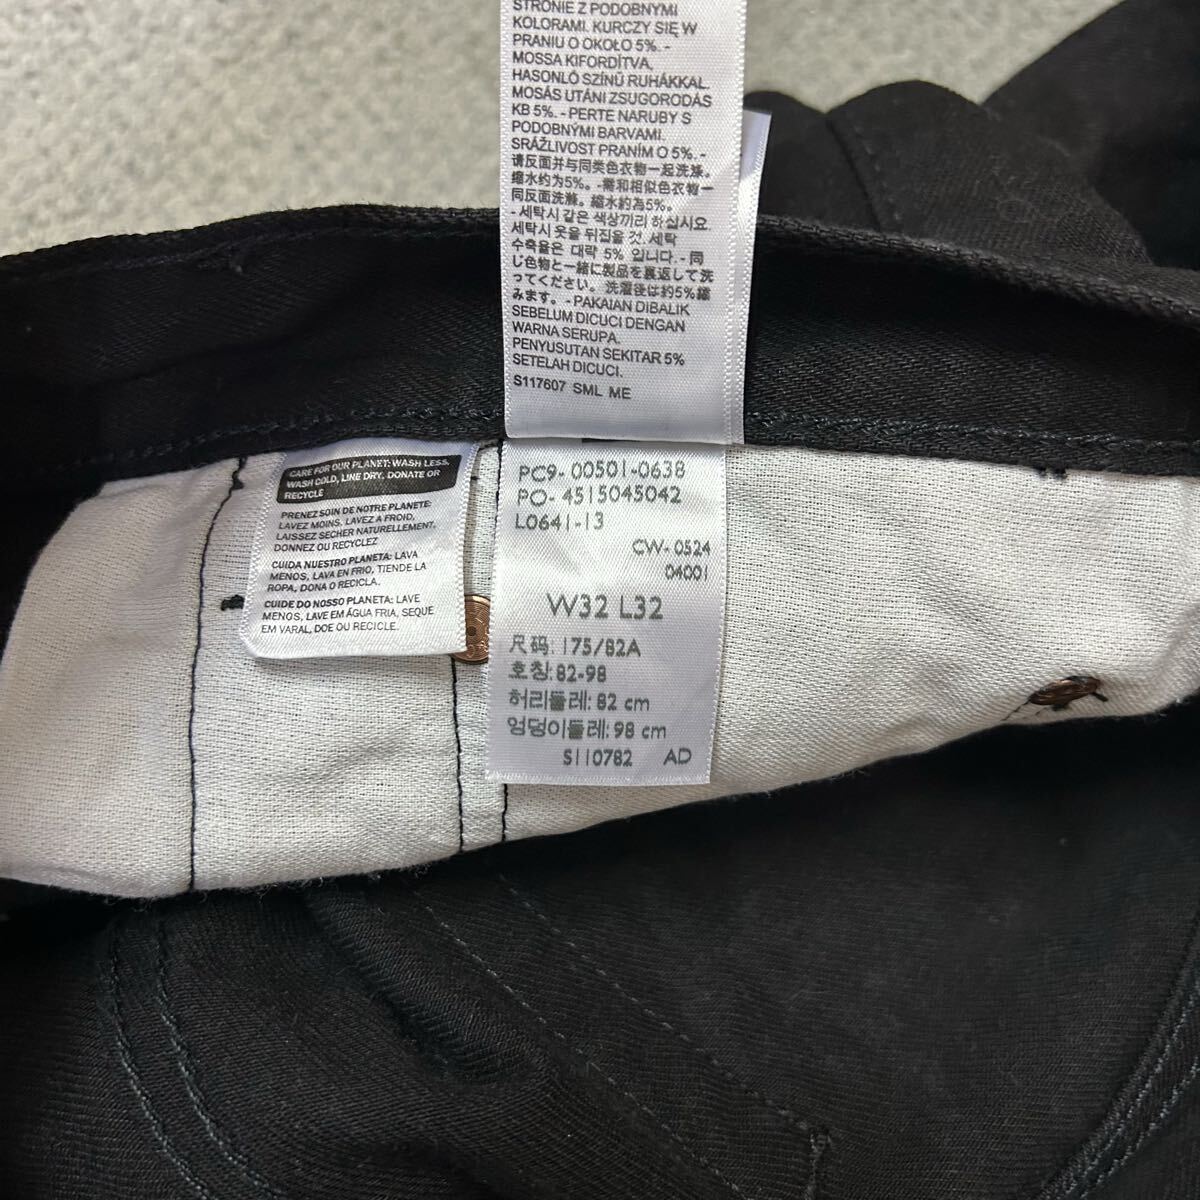 STRONIE Z PODOBNYMI
KOLORAMI. KURCZY SIĘ W
PRANIU O OKOŁO 5%. -
MOSSA KIFORDÍTVA,
HASONLÓ SZÍNŰ RUHÁKKAL.
MOSÁS UTÁNI ZSUGORODÁS
KB 5%. - PERTE NARUBY S
PODOBNÝMI BARVAMI.
SRÁŽLIVOST PRANÍM O 5%. -
请反面并与同类色衣物一起洗涤。
缩水约为5%。-需和相似色衣物一
同反面洗滌。縮水約為5%。
- 세탁시 같은 색상끼리 하십시요.
세탁시 옷을 뒤집을 것. 세탁
수축율은 대략 5% 입니다. - 同
じ色物と一緒に製品を裏返して洗
ってください。洗濯後は約5%縮
みます。- PAKAIAN DIBALIK
SEBELUM DICUCI DENGAN
WARNA SERUPA.
PENYUSUTAN SEKITAR 5%
SETELAH DICUCI.
S117607 SML ME
CARE FOR OUR PLANET: WASH LESS,
WASH COLD, LINE DRY, DONATE OR
RECYCLE
PRENEZ SOIN DE NOTRE PLANETE:
LAVEZ MOINS, LAVEZ A FROID,
LAISSEZ SECHER NATURELLEMENT,
DONNEZ OU RECYCLEZ
CUIDA NUESTRO PLANETA: LAVA
MENOS, LAVA EN FRIO, TIENDE LA
ROPA, DONA O RECICLA.
CUIDE DO NOSSO PLANETA: LAVE
MENOS, LAVE EM ÁGUA FRIA, SEQUE
EM VARAL, DOE OU RECICLE.
PC9- 00501-0638
PO- 4515045042
L0641-13
CW- 0524
04001
W32 L32
尺码: 175/82A
호칭: 82-98
허리둘레: 82 cm
엉덩이둘레: 98 cm
S110782 AD